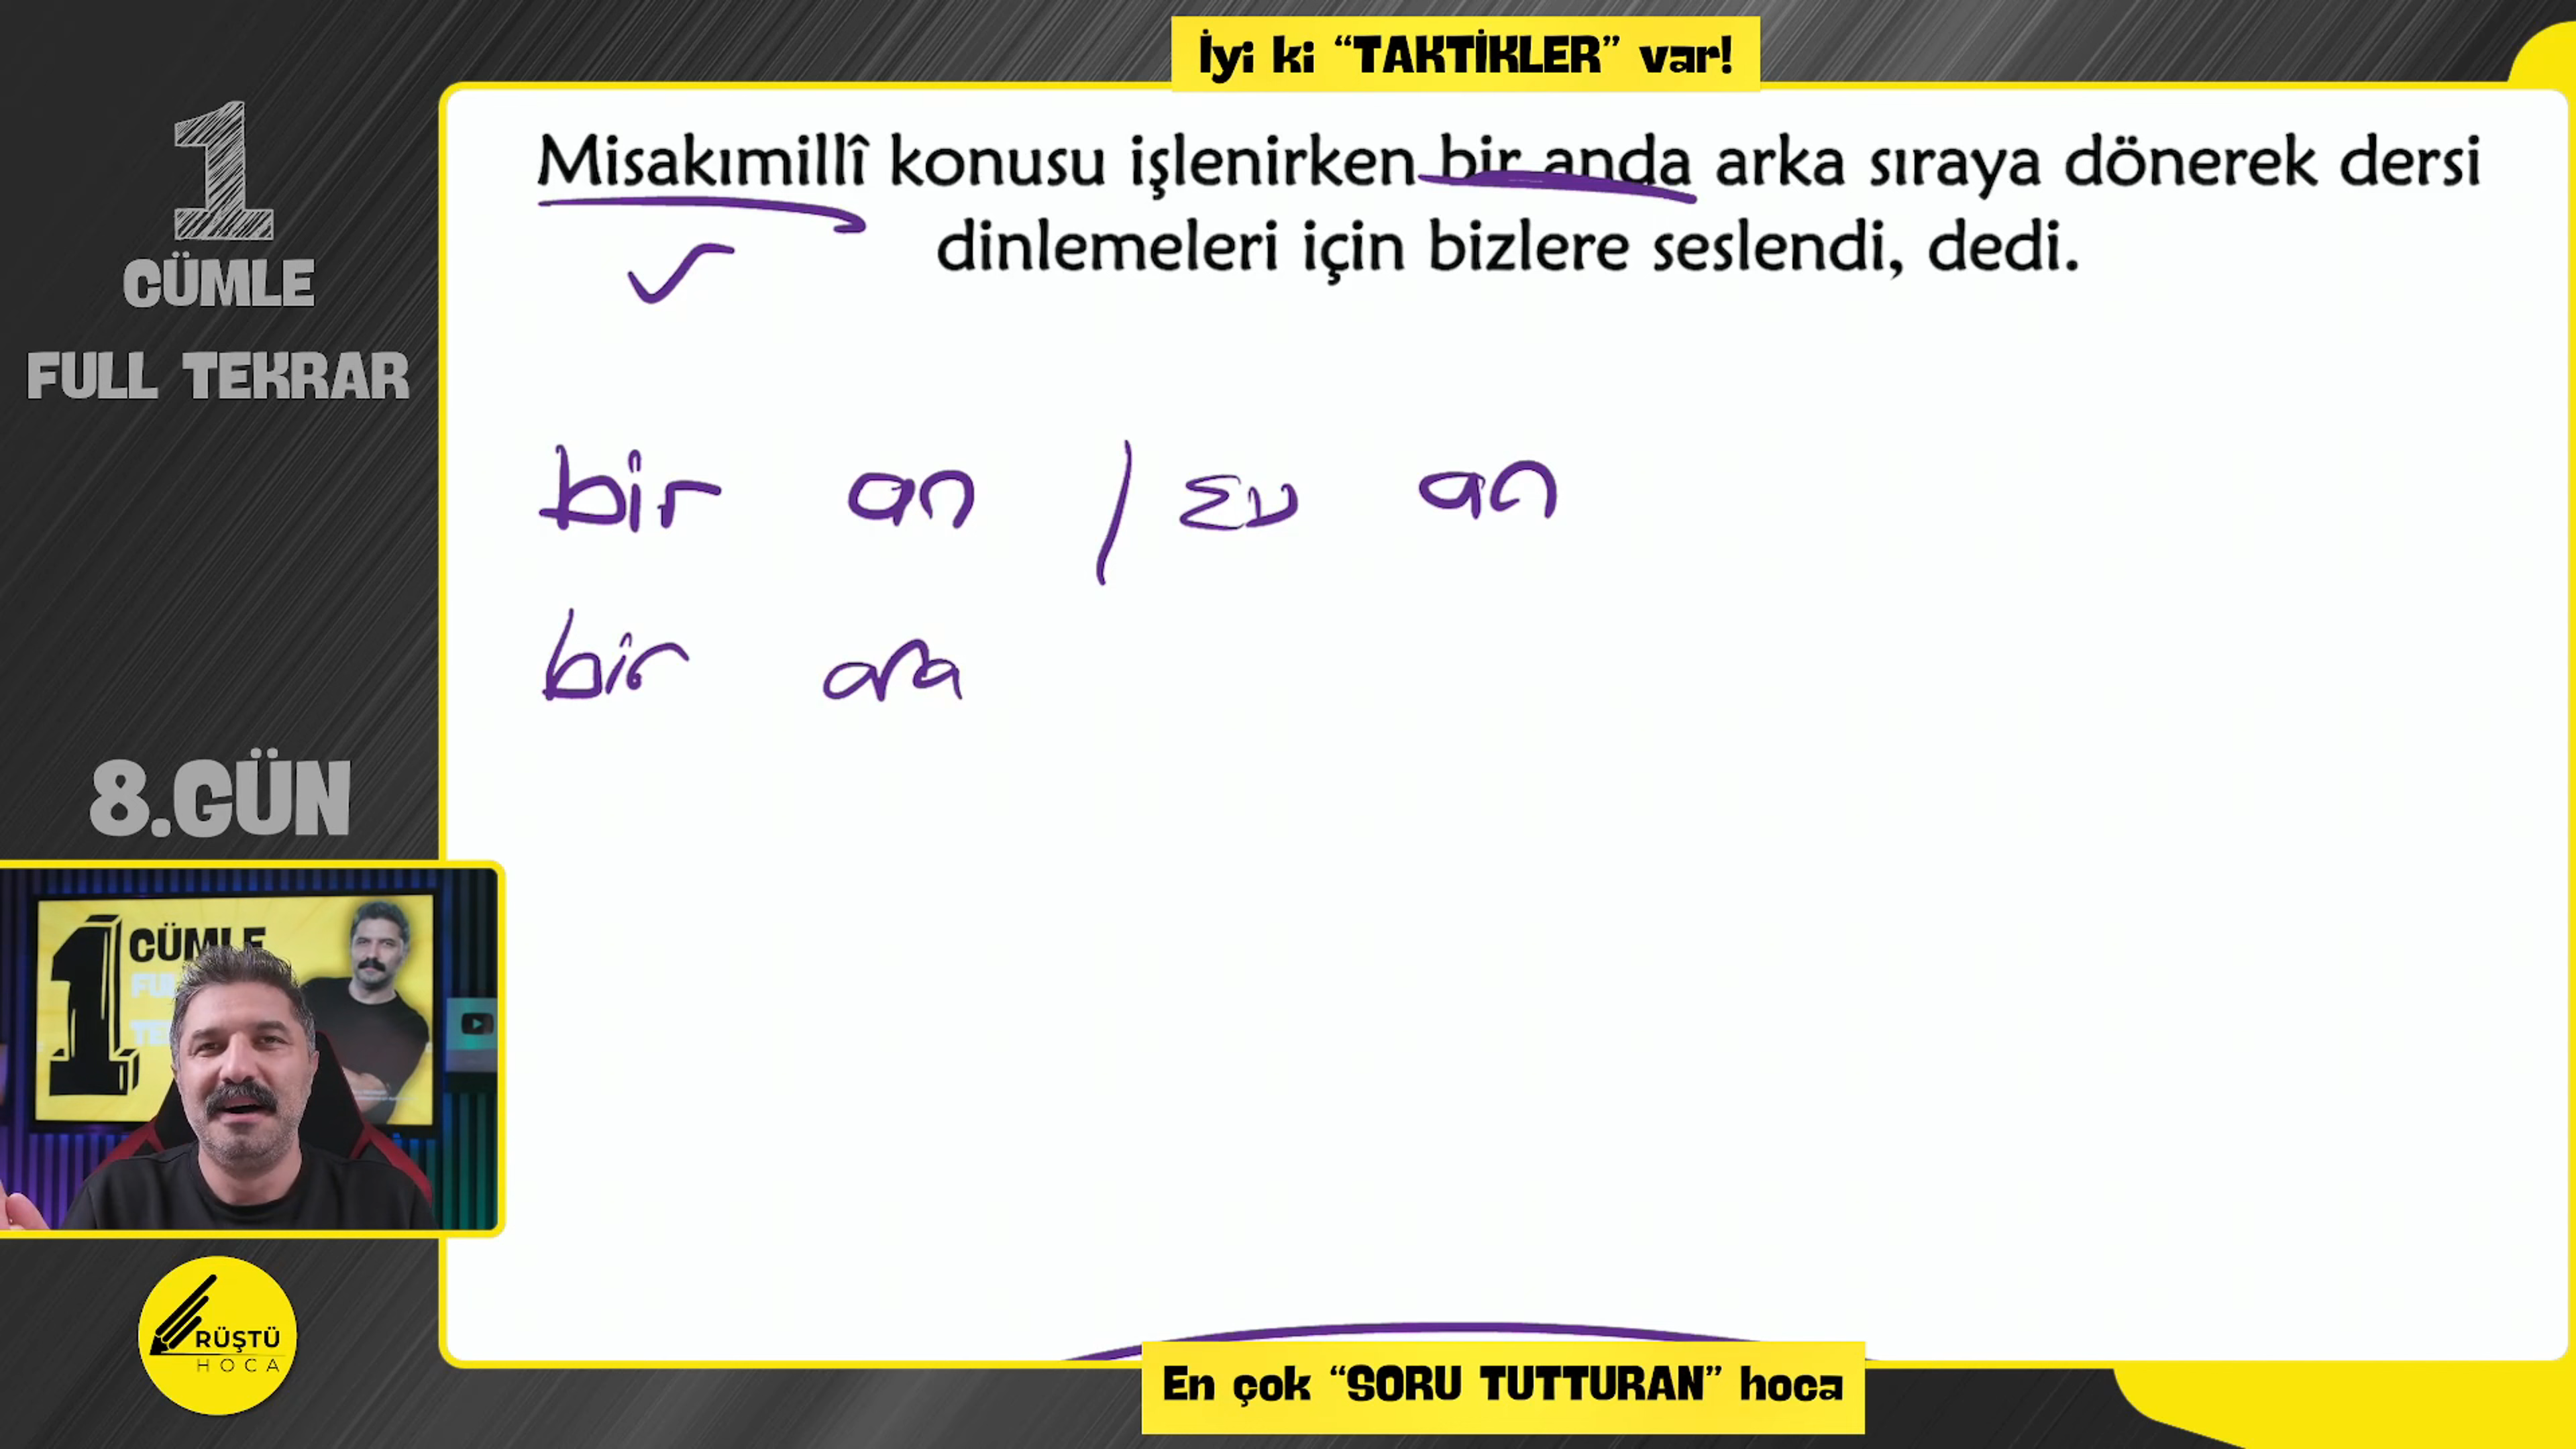 İyi ki “TAKTİKLER” var!
1
CÜMLE
FULL TEKRAR
8.GÜN
Misakımillî konusu işlenirken bir anda arka sıraya dönerek dersi
dinlemeleri için bizlere seslendi, dedi.
bir an / an
bir ara
1
CÜMLE
RÜŞTÜ
HOCA
En çok “SORU TUTTURAN” hoca